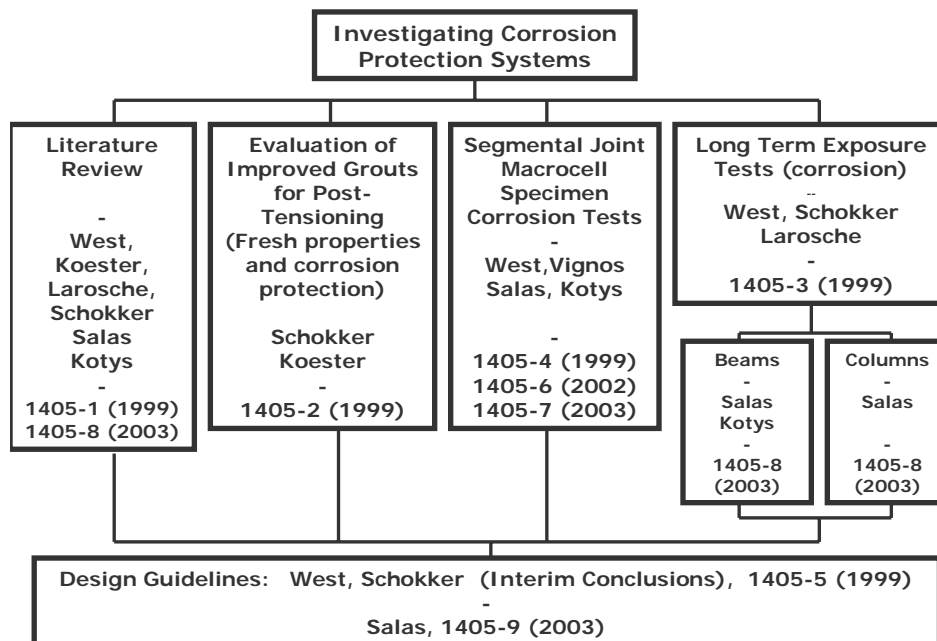 Investigating Corrosion
Protection Systems
Literature
Review
-
West,
Koester,
Larosche,
Schokker
Salas
Kotys
-
1405-1 (1999)
1405-8 (2003)
Evaluation of
Improved Grouts
for Post-
Tensioning
(Fresh properties
and corrosion
protection)
Schokker
Koester
-
1405-2 (1999)
Segmental Joint
Macrocell
Specimen
Corrosion Tests
-
West,Vignos
Salas, Kotys
-
1405-4 (1999)
1405-6 (2002)
1405-7 (2003)
Long Term Exposure
Tests (corrosion)
--
West, Schokker
Larosche
-
1405-3 (1999)
Beams
-
Salas
Kotys
-
1405-8
(2003)
Columns
-
Salas
-
1405-8
(2003)
Design Guidelines: West, Schokker (Interim Conclusions), 1405-5 (1999)
-
Salas, 1405-9 (2003)